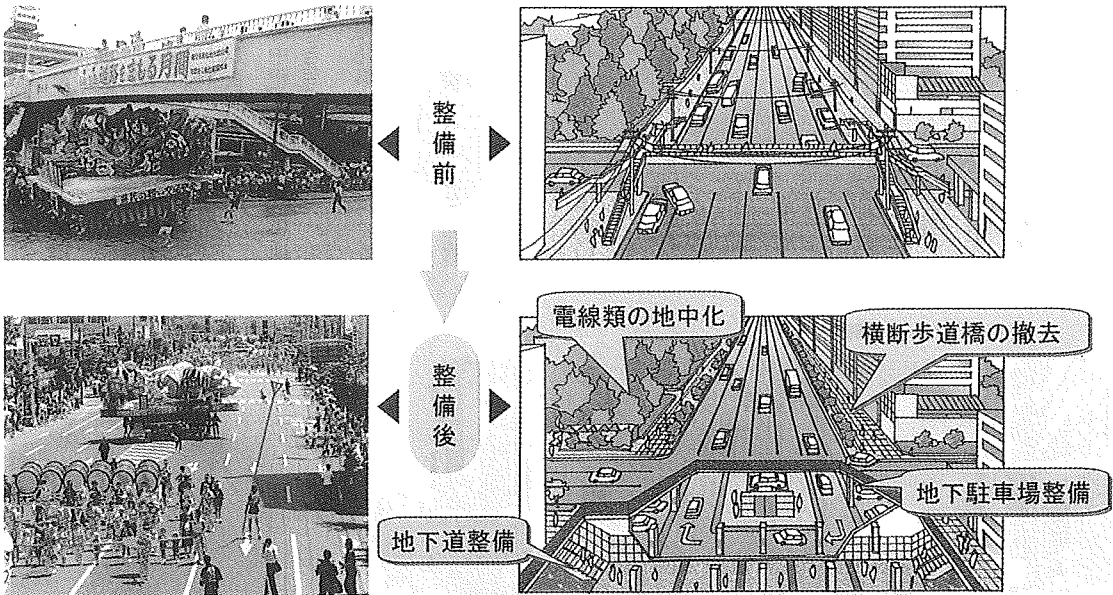 整備前
電線類の地中化
横断歩道橋の撤去
整備後
地下駐車場整備
地下道整備